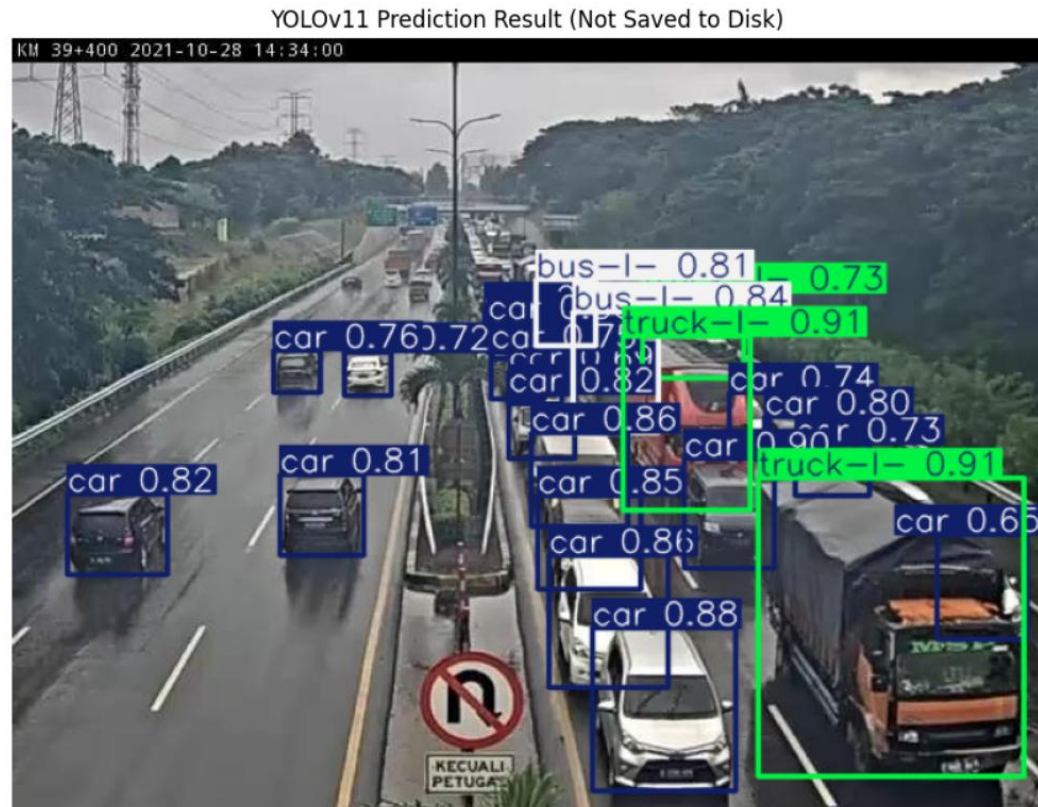 YOLOv11 Prediction Result (Not Saved to Disk)
KM 39+400 2021-10-28 14:34:00
bus-l- 0.81
l- 0.73
bus-l- 0.84
car
truck-l- 0.91
car 0.76
0.72
car
car 0.82
car 0.74
car 0.80
car 0.86
0.73
car 0.90
truck-l- 0.91
car 0.82
car 0.81
car 0.85
car 0.65
car 0.86
car 0.88
KECUALI
PETUGAS